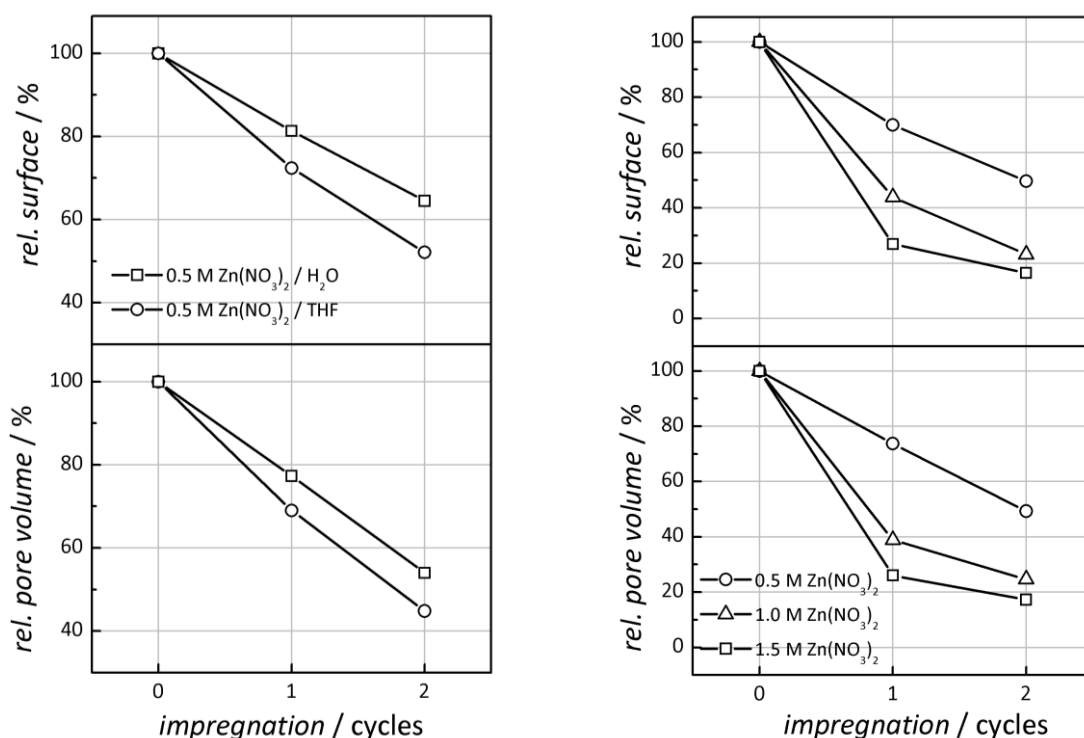 rel. surface / %
100
80
60
40
0.5 M Zn(NO₃)₂ / H₂O
0.5 M Zn(NO₃)₂ / THF
rel. pore volume / %
100
80
60
40
0
1
2
impregnation / cycles
rel. surface / %
100
80
60
40
20
0
rel. pore volume / %
100
80
60
40
20
0
0.5 M Zn(NO₃)₂
1.0 M Zn(NO₃)₂
1.5 M Zn(NO₃)₂
0
1
2
impregnation / cycles